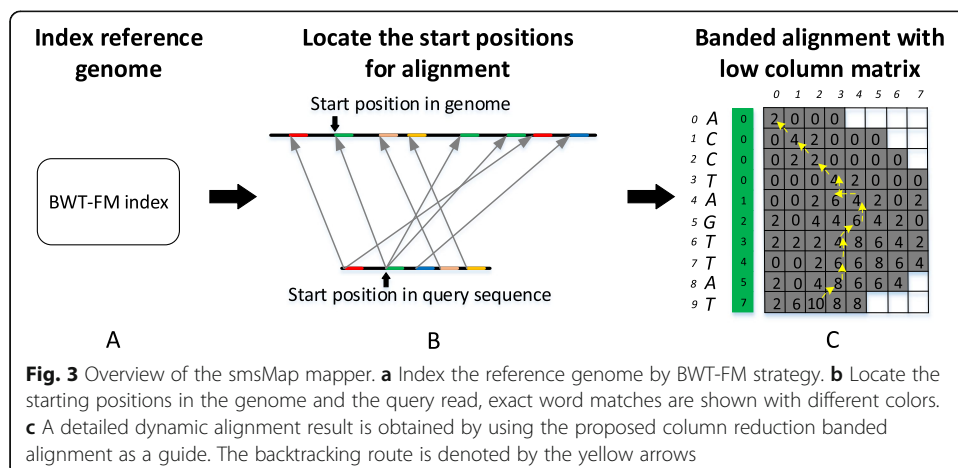 Index reference
genome
Locate the start positions
for alignment
Banded alignment with
low column matrix
BWT-FM index
Start position in genome
Start position in query sequence
0 1 2 3 4 5 6 7
0 A 0 2 0 0 0
1 C 0 0 4 2 0 0 0
2 C 0 0 2 2 0 0 0 0
3 T 0 0 0 0 4 2 0 0 0
4 A 1 0 0 2 6 4 2 0 2
5 G 2 0 4 4 6 4 2 0
6 T 3 2 2 2 4 8 6 4 2
7 T 4 0 0 2 6 6 8 6 4
8 A 5 2 0 4 8 6 6 4
9 T 7 2 6 10 8 8
A
B
C
Fig. 3 Overview of the smsMap mapper. a Index the reference genome by BWT-FM strategy. b Locate the
starting positions in the genome and the query read, exact word matches are shown with different colors.
c A detailed dynamic alignment result is obtained by using the proposed column reduction banded
alignment as a guide. The backtracking route is denoted by the yellow arrows